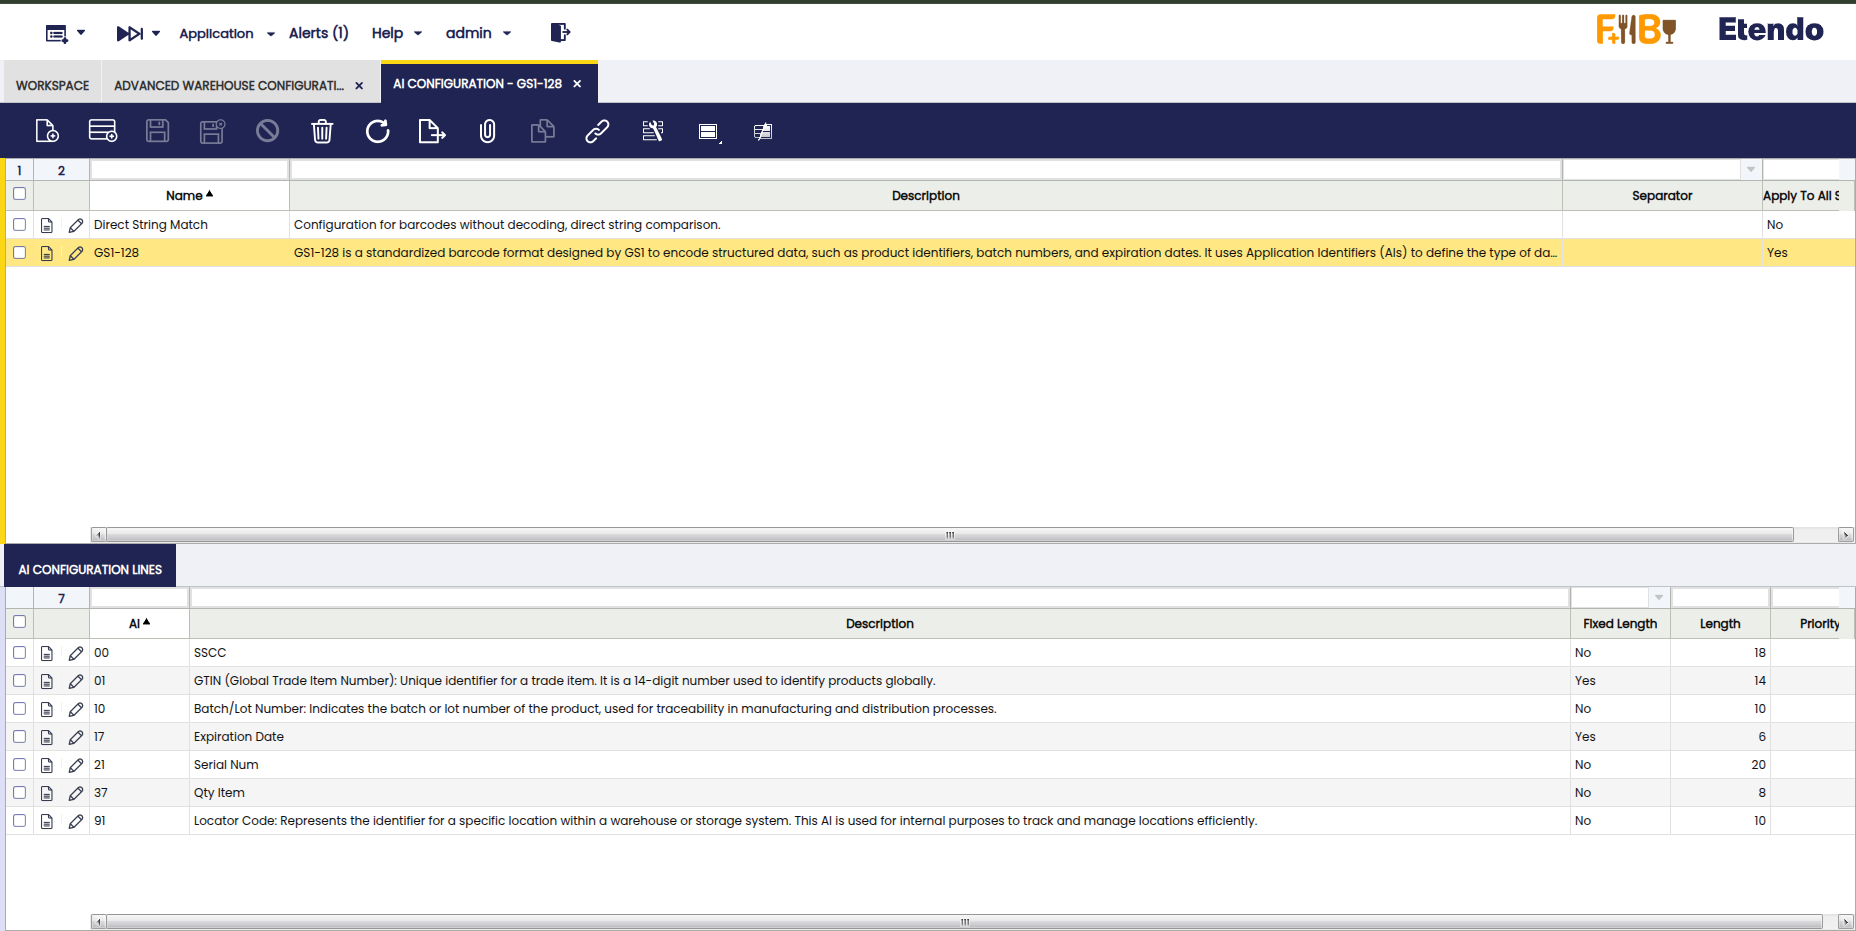 Application Alerts (1) Help admin F+IB Etendo
WORKSPACE ADVANCED WAREHOUSE CONFIGURATI... × AI CONFIGURATION - GS1-128 ×
1 2
Name Description Separator Apply To All S
Direct String Match Configuration for barcodes without decoding, direct string comparison. No
GS1-128 GS1-128 is a standardized barcode format designed by GS1 to encode structured data, such as product identifiers, batch numbers, and expiration dates. It uses Application Identifiers (AIs) to define the type of da... Yes
AI CONFIGURATION LINES
7
AI Description Fixed Length Length Priority
00 SSCC No 18
01 GTIN (Global Trade Item Number): Unique identifier for a trade item. It is a 14-digit number used to identify products globally. Yes 14
10 Batch/Lot Number: Indicates the batch or lot number of the product, used for traceability in manufacturing and distribution processes. No 10
17 Expiration Date Yes 6
21 Serial Num No 20
37 Qty Item No 8
91 Locator Code: Represents the identifier for a specific location within a warehouse or storage system. This AI is used for internal purposes to track and manage locations efficiently. No 10